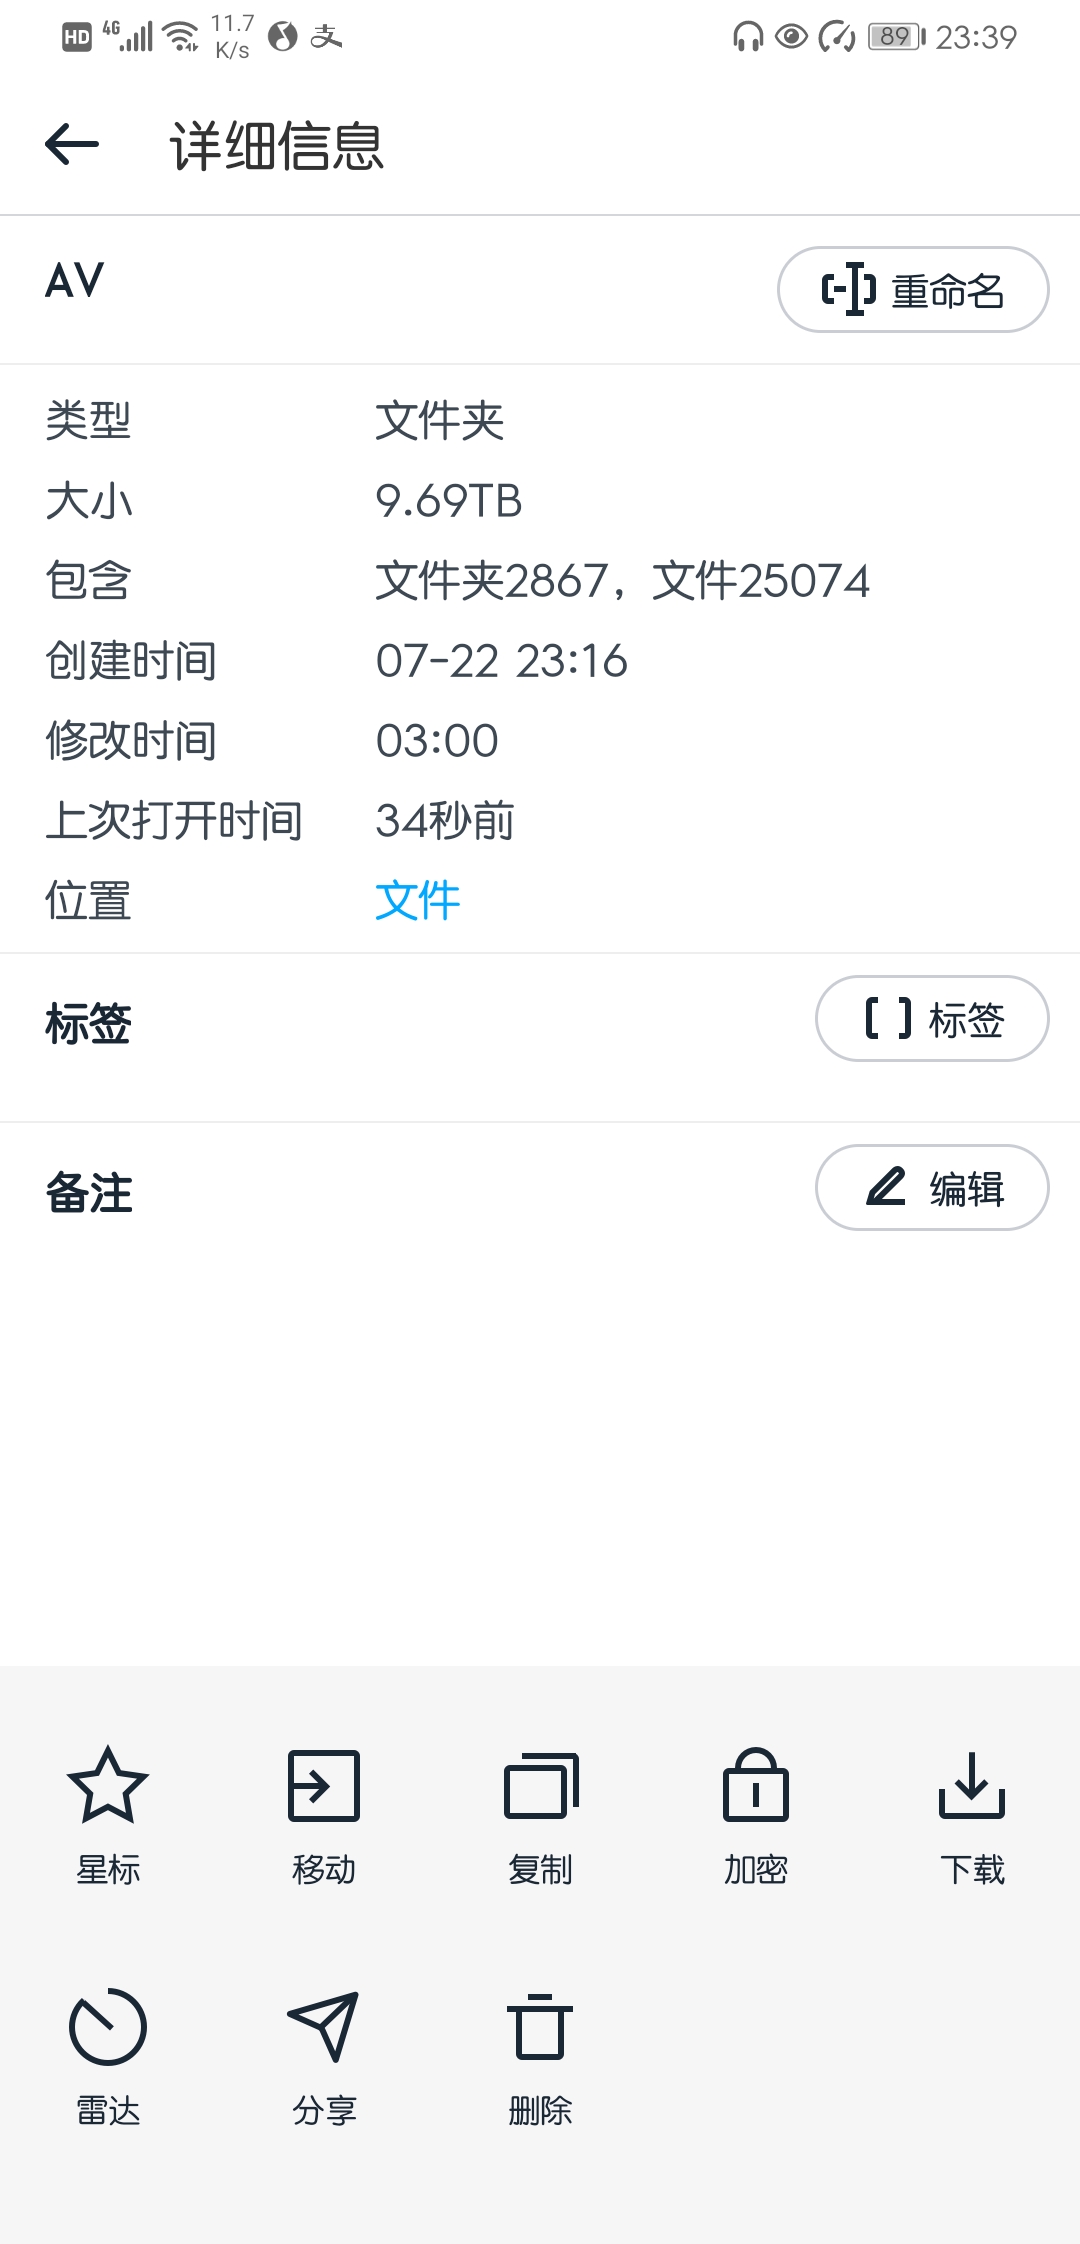 HD 4G 11.7 K/s 支 89 23:39
详细信息
AV 重命名
类型 文件夹
大小 9.69TB
包含 文件夹2867，文件25074
创建时间 07-22 23:16
修改时间 03:00
上次打开时间 34秒前
位置 文件
标签 标签
备注 编辑
星标 移动 复制 加密 下载
雷达 分享 删除